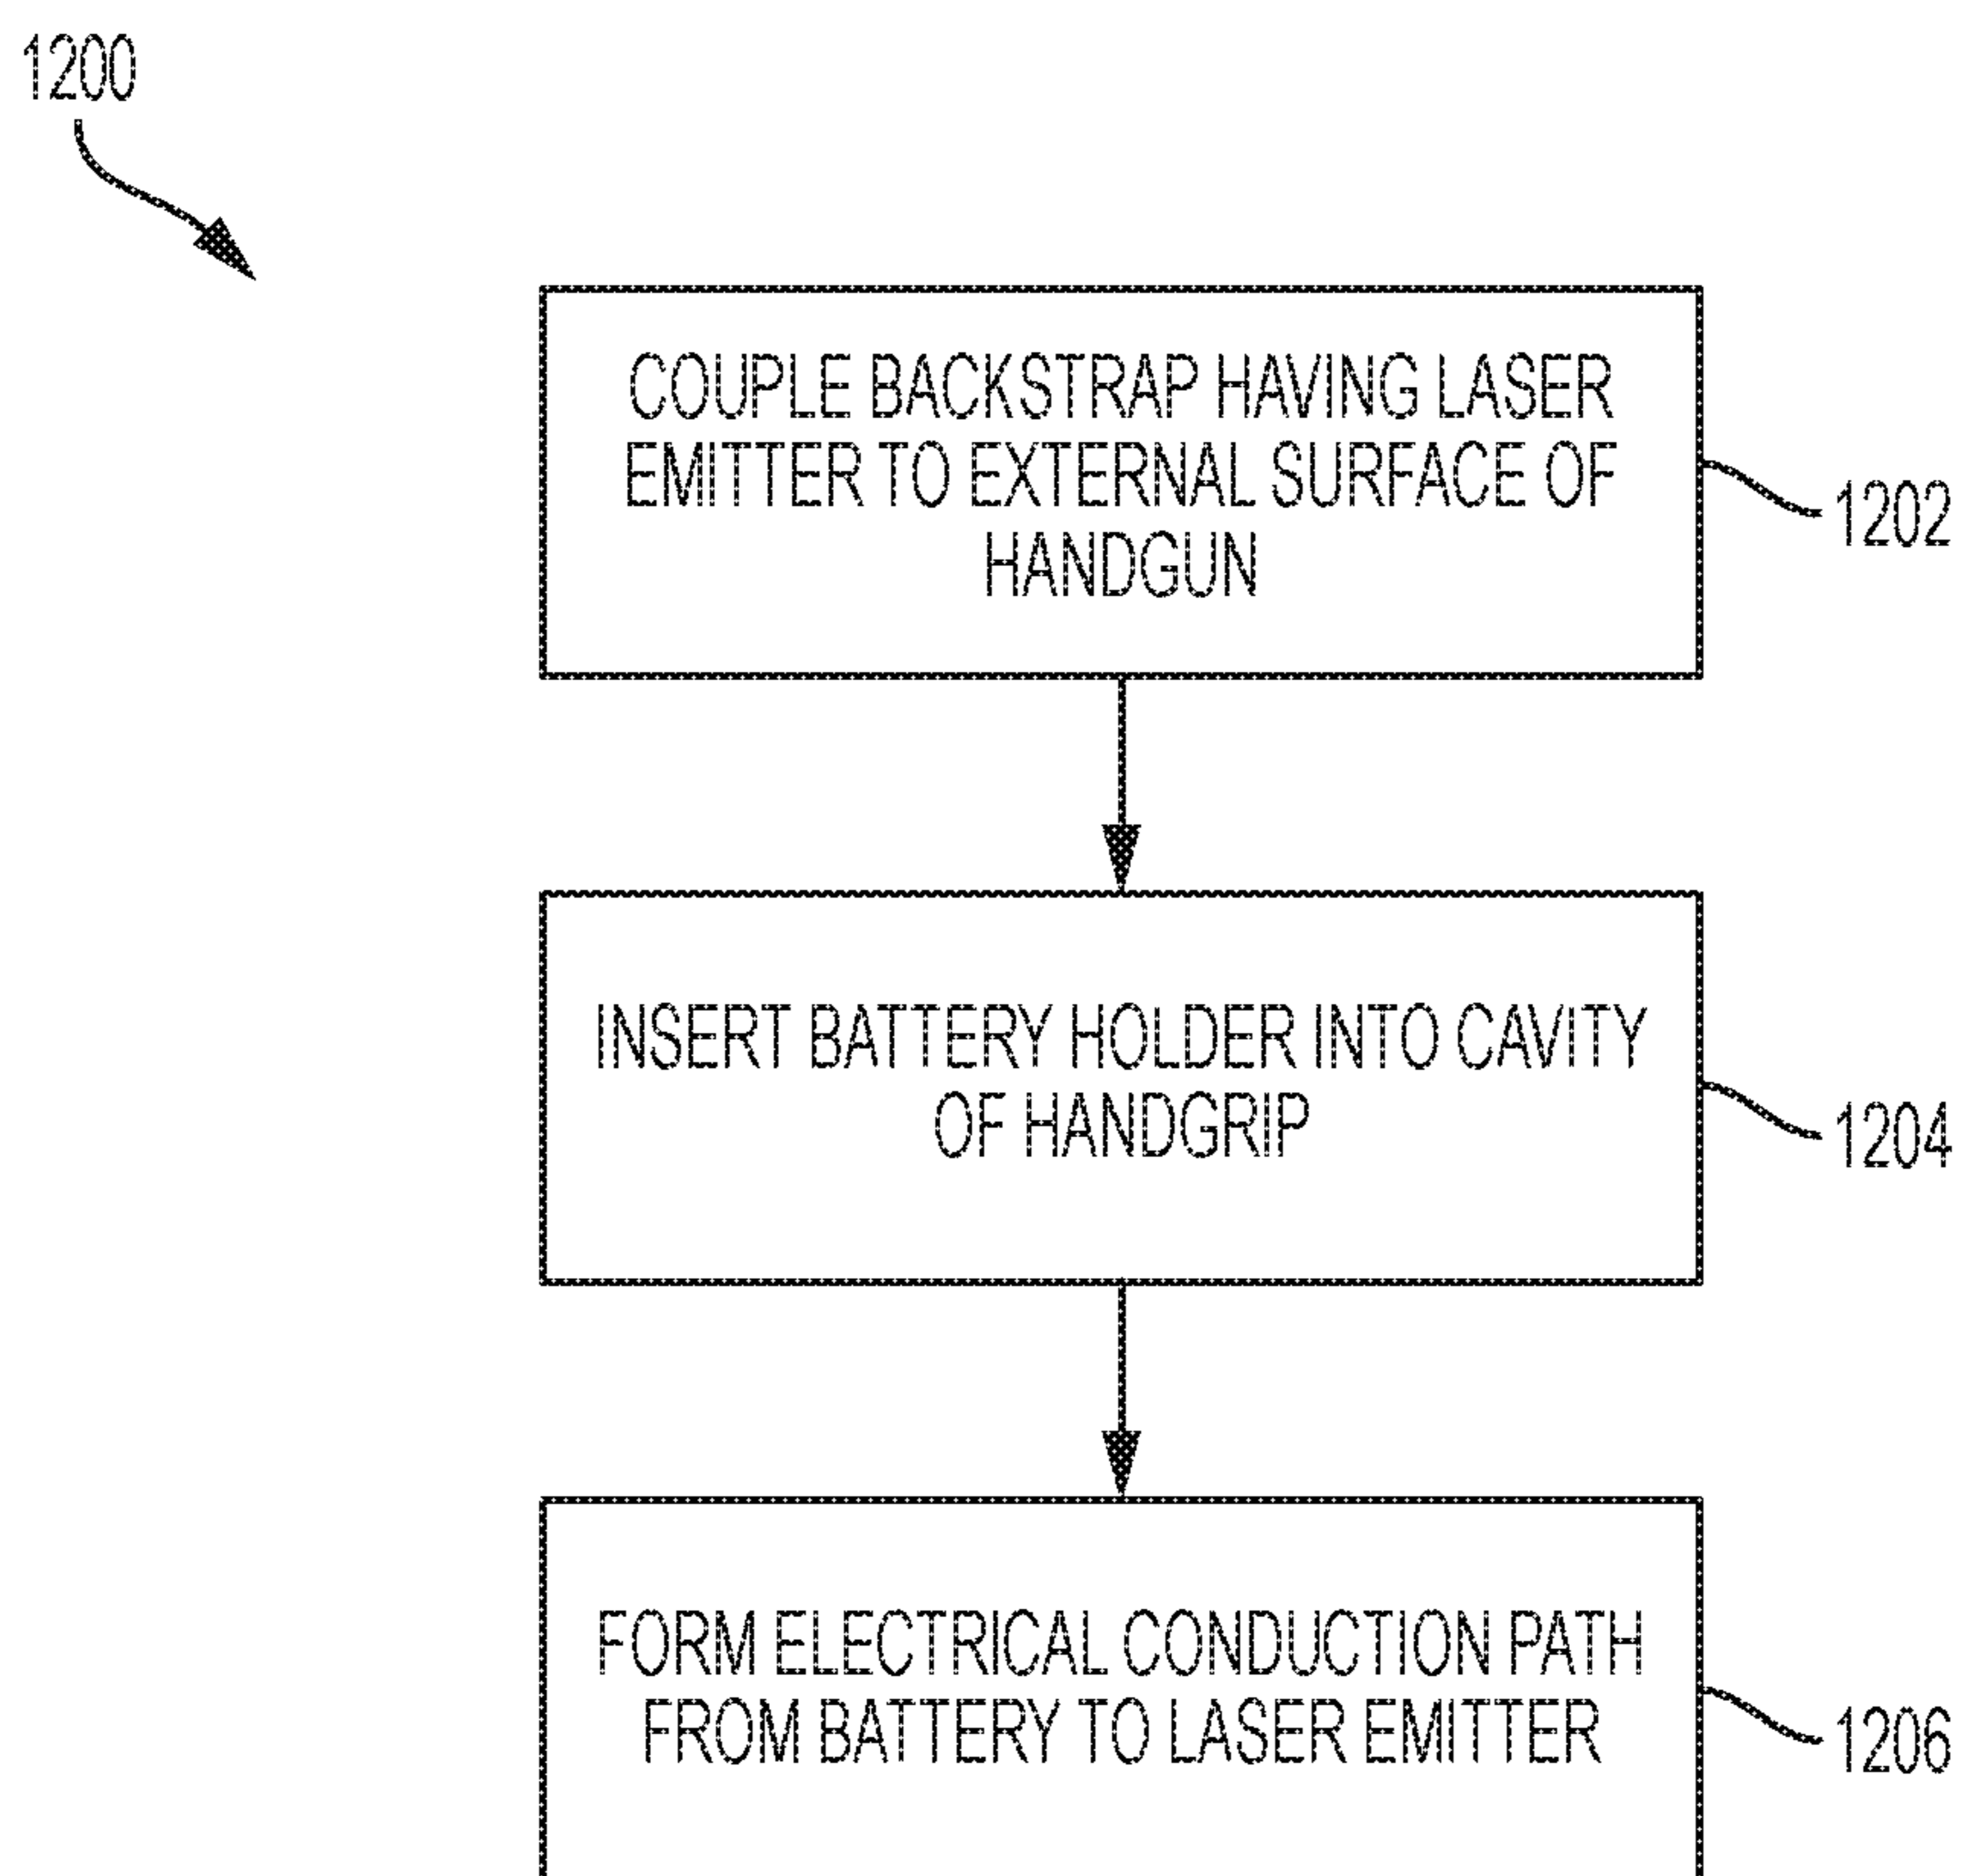 1200
COUPLE BACKSTRAP HAVING LASER
EMITTER TO EXTERNAL SURFACE OF
HANDGUN
1202
INSERT BATTERY HOLDER INTO CAVITY
OF HANDGRIP
1204
FORM ELECTRICAL CONDUCTION PATH
FROM BATTERY TO LASER EMITTER
1206